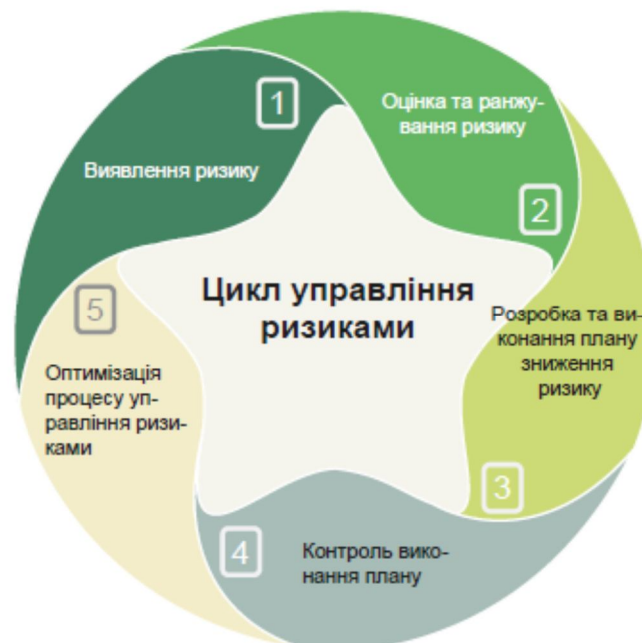 1
Оцінка та ранжу-
вання ризику
Виявлення ризику
2
Цикл управління
ризиками
5
Розробка та ви-
конання плану
зниження
ризику
Оптимізація
процесу уп-
равління ризи-
ками
3
4
Контроль вико-
нання плану